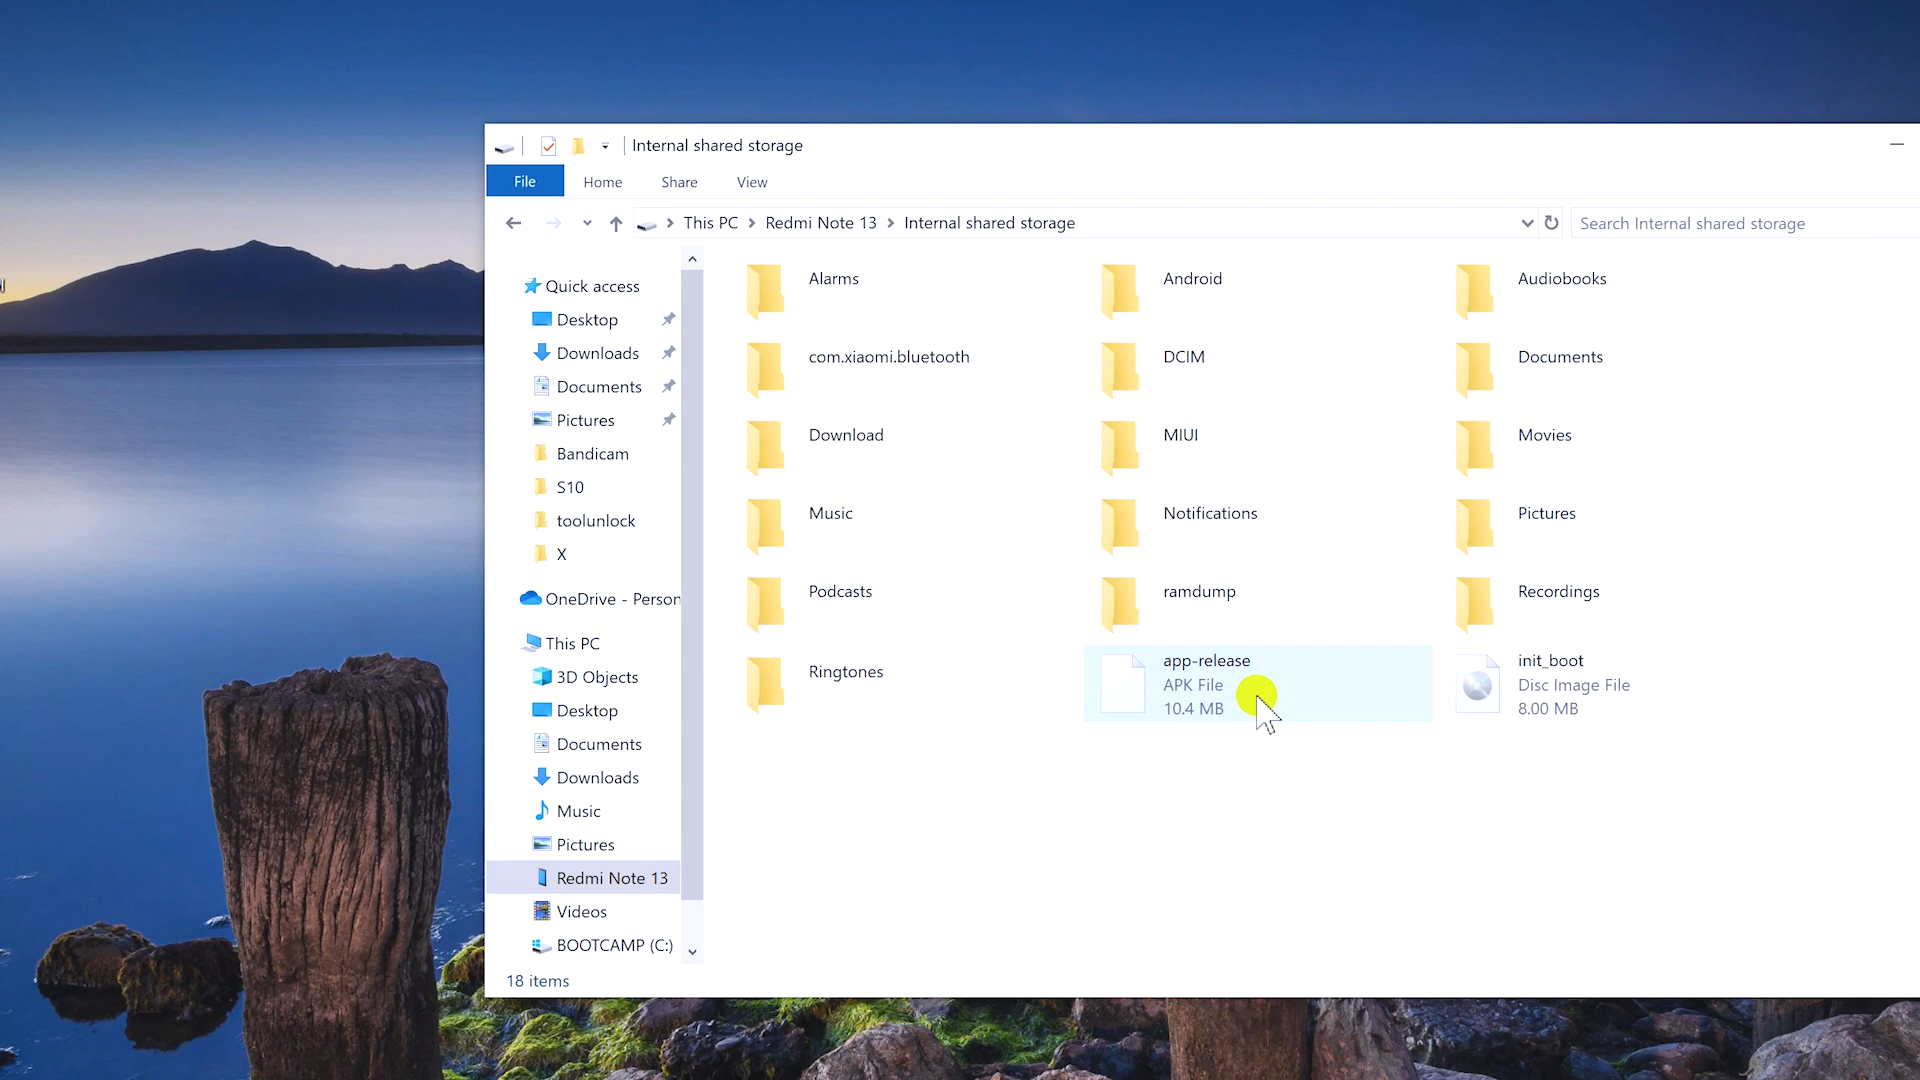 Internal shared storage
File
Home
Share
View
This PC
Redmi Note 13
Internal shared storage
Search Internal shared storage
Quick access
Desktop
Downloads
Documents
Pictures
Bandicam
S10
toolunlock
X
OneDrive - Person
This PC
3D Objects
Desktop
Documents
Downloads
Music
Pictures
Redmi Note 13
Videos
BOOTCAMP (C:)
Alarms
Android
Audiobooks
com.xiaomi.bluetooth
DCIM
Documents
Download
MIUI
Movies
Music
Notifications
Pictures
Podcasts
ramdump
Recordings
Ringtones
app-release
APK File
10.4 MB
init_boot
Disc Image File
8.00 MB
18 items